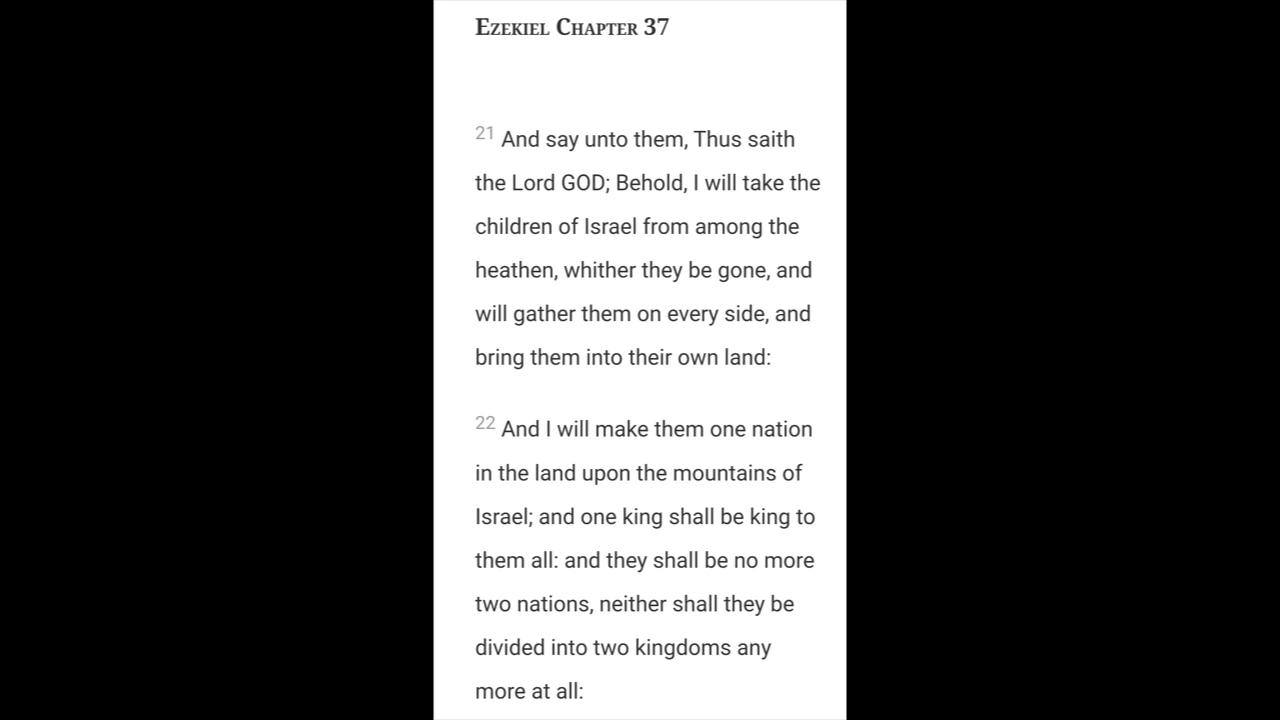 Ezekiel Chapter 37
21 And say unto them, Thus saith
the Lord GOD; Behold, I will take the
children of Israel from among the
heathen, whither they be gone, and
will gather them on every side, and
bring them into their own land:
22 And I will make them one nation
in the land upon the mountains of
Israel; and one king shall be king to
them all: and they shall be no more
two nations, neither shall they be
divided into two kingdoms any
more at all: